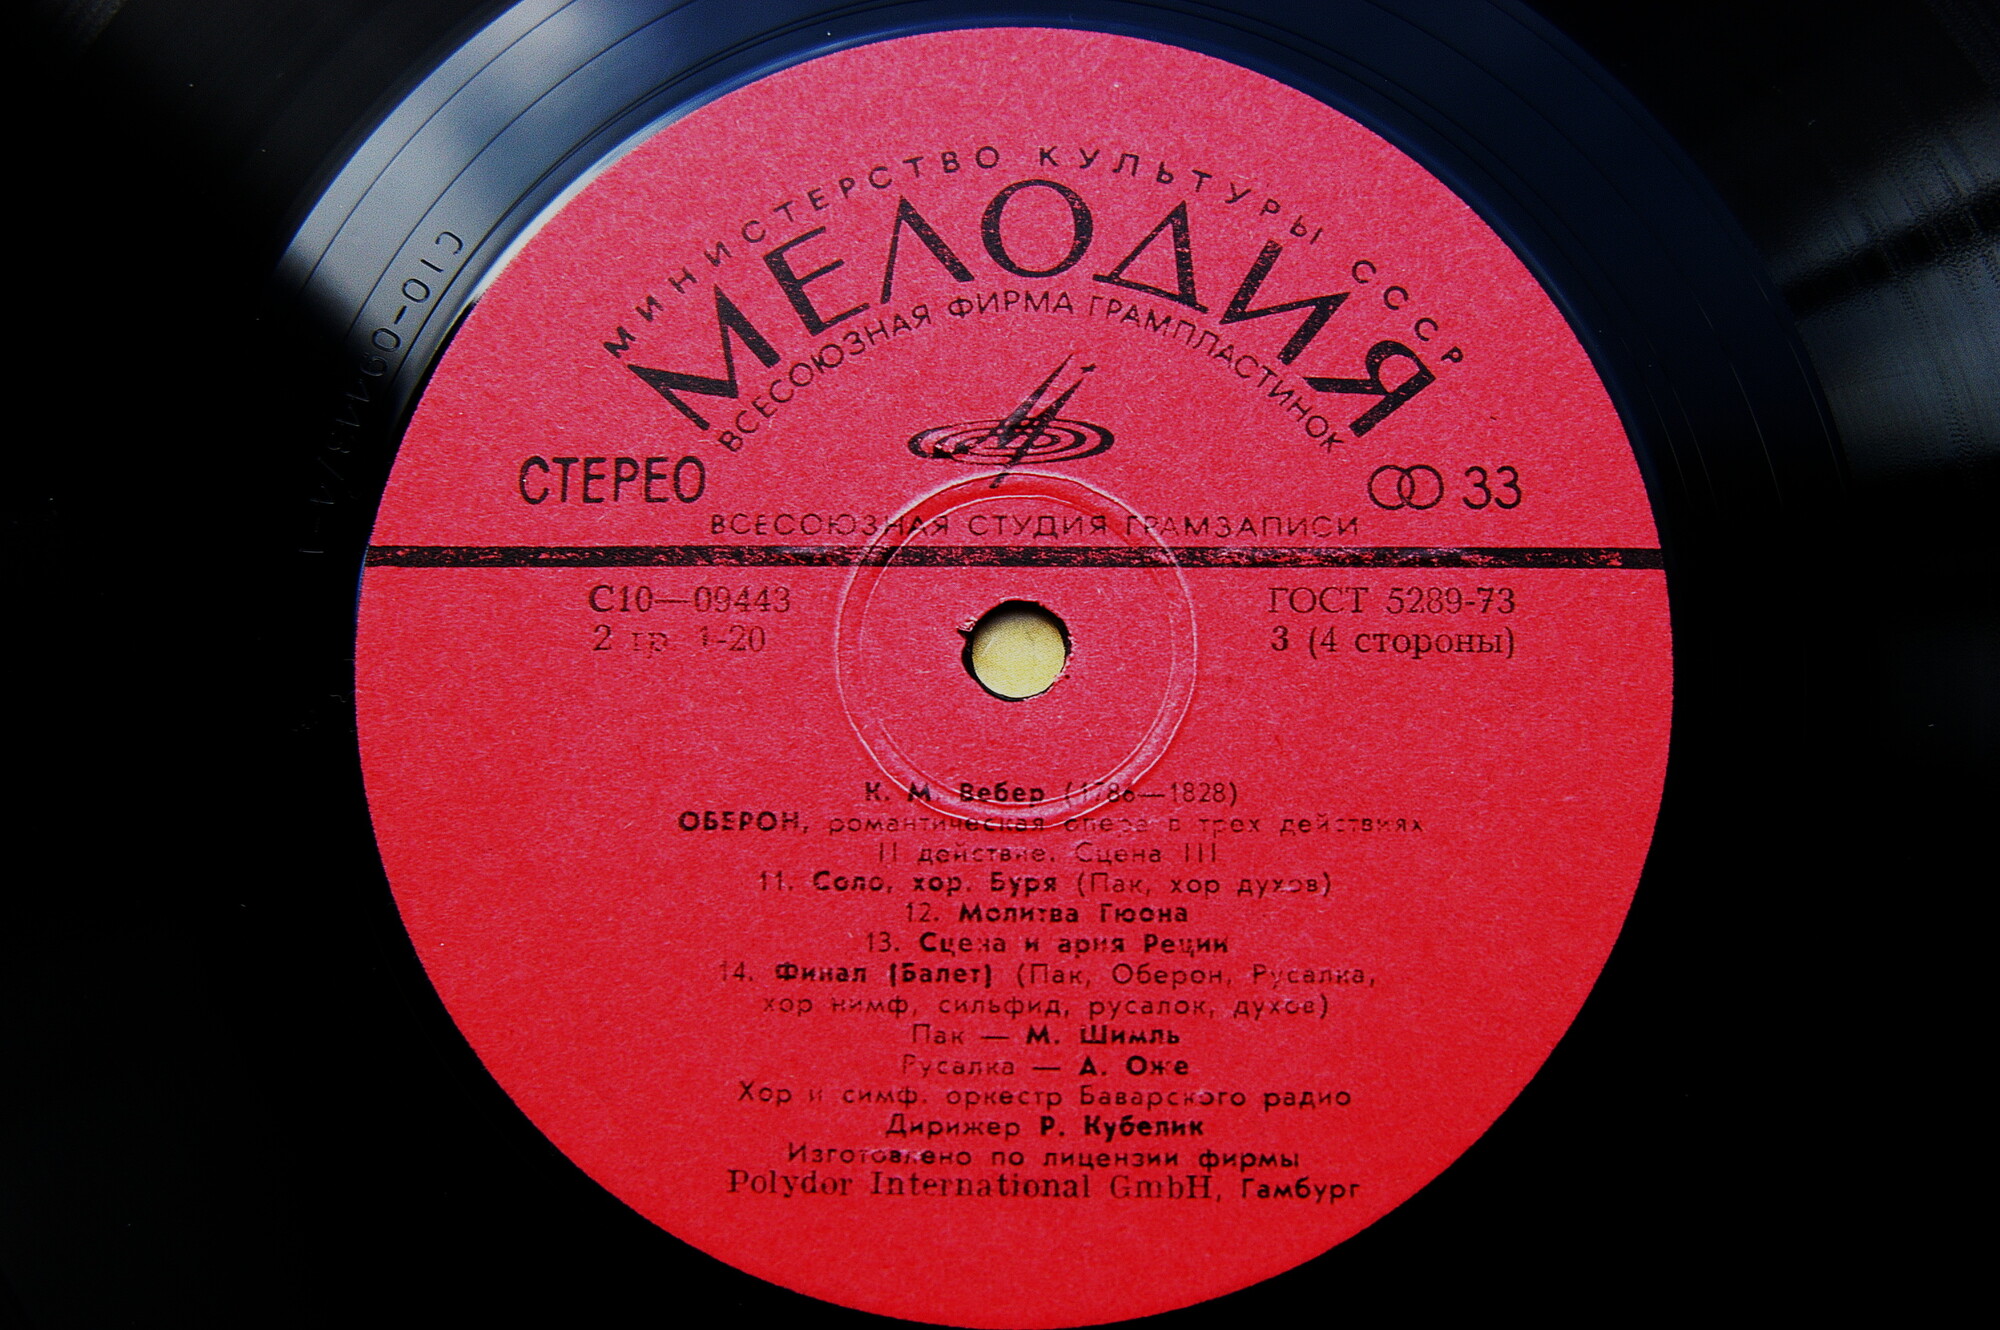 МИНИСТЕРСТВО КУЛЬТУРЫ СССР
МЕЛОДИЯ
ВСЕСОЮЗНАЯ ФИРМА ГРАМПЛАСТИНОК
СТЕРЕО
33
ВСЕСОЮЗНАЯ СТУДИЯ ГРАМЗАПИСИ
С10—09443
ГОСТ 5289-73
2 гр. 1-20
3 (4 стороны)
К. М. Вебер (1786—1828)
ОБЕРОН, романтическая опера в трех действиях
II действие. Сцена III
11. Соло, хор. Буря (Пак, хор духов)
12. Молитва Гюона
13. Сцена и ария Реции
14. Финал (Балет) (Пак, Оберон, Русалка,
хор нимф, сильфид, русалок, духов)
Пак — М. Шимль
Русалка — А. Оже
Хор и симф. оркестр Баварского радио
Дирижер Р. Кубелик
Изготовлено по лицензии фирмы
Polydor International GmbH, Гамбург